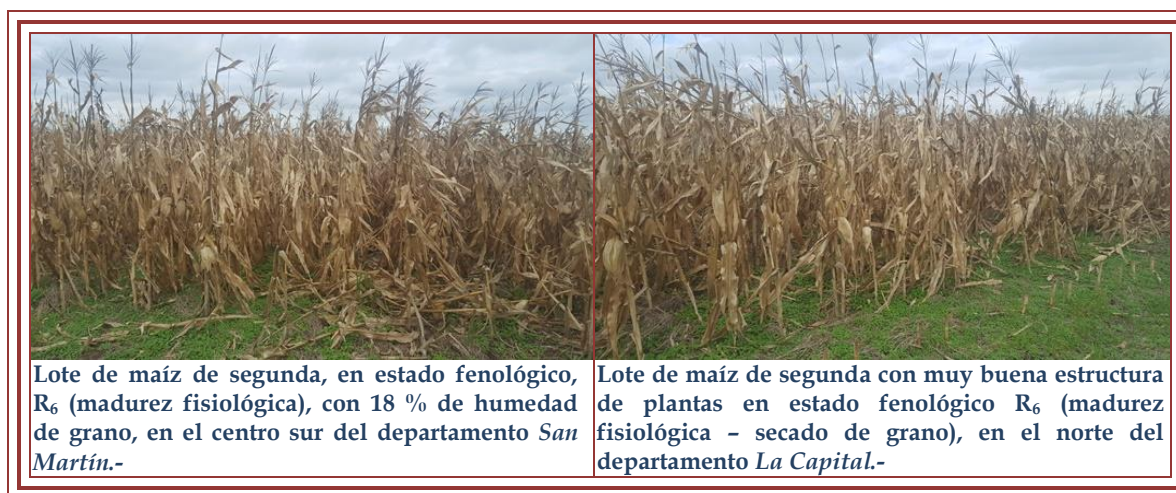 Lote de maíz de segunda, en estado fenológico,
R₆ (madurez fisiológica), con 18 % de humedad
de grano, en el centro sur del departamento San
Martín.-
Lote de maíz de segunda con muy buena estructura
de plantas en estado fenológico R₆ (madurez
fisiológica – secado de grano), en el norte del
departamento La Capital.-